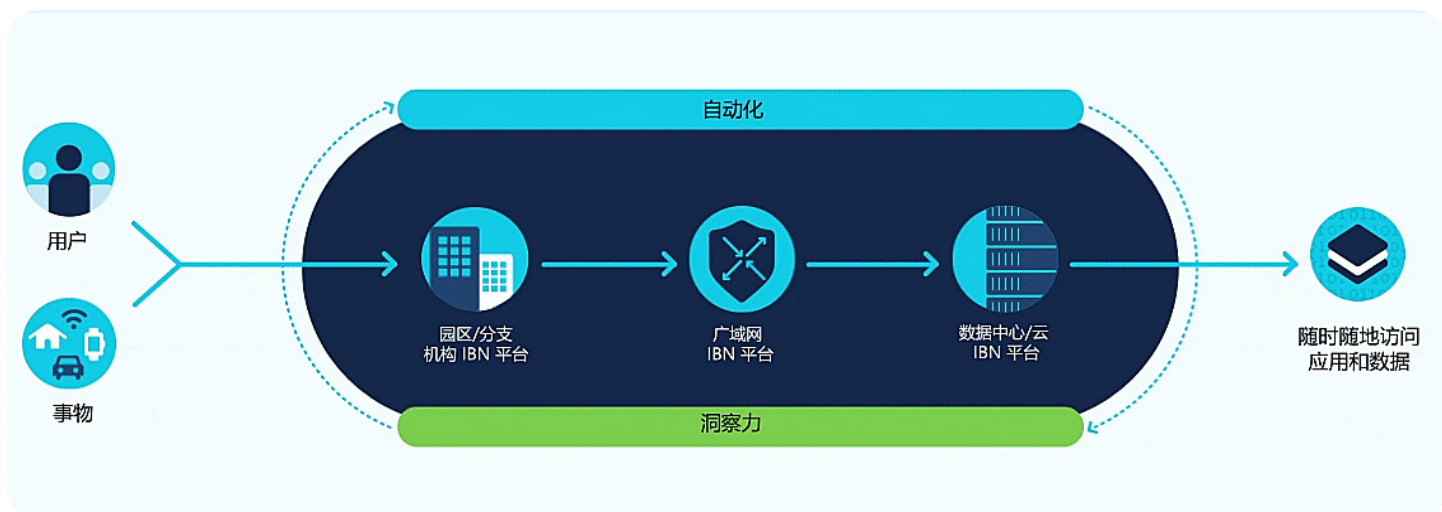 自动化
用户
事物
园区/分支
机构 IBN 平台
广域网
IBN 平台
数据中心/云
IBN 平台
随时随地访问
应用和数据
洞察力